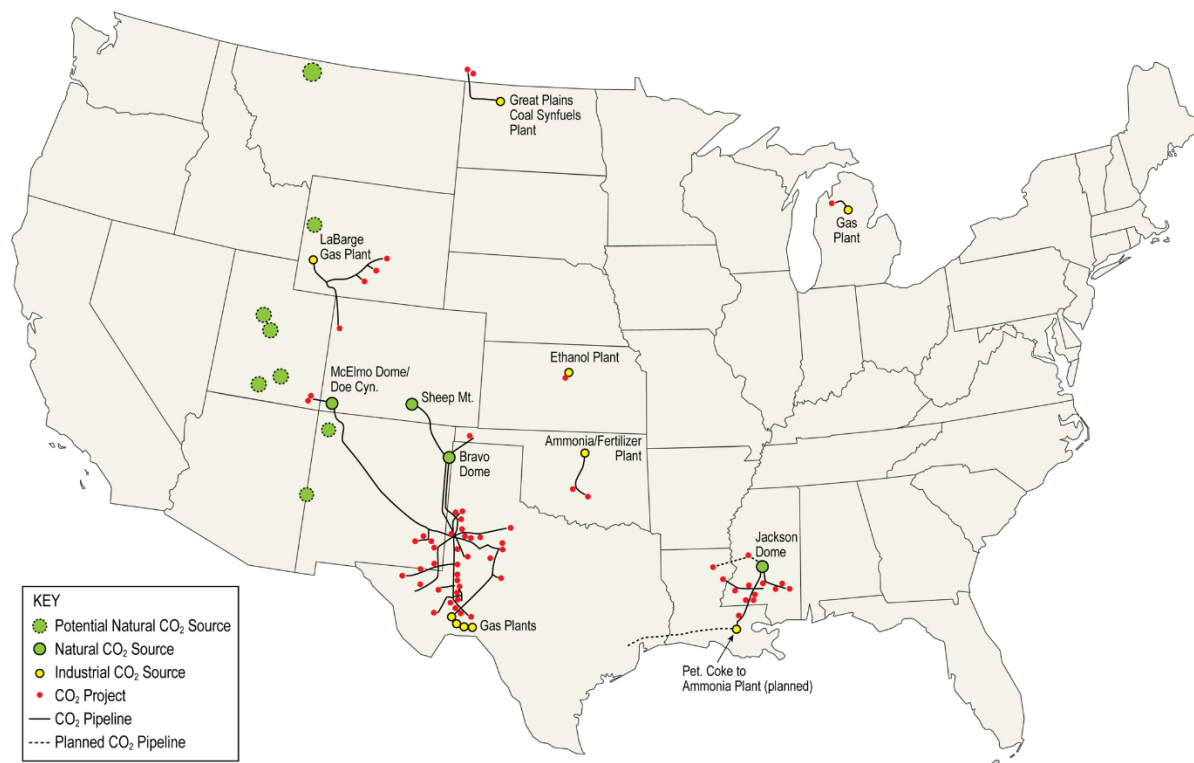 Great Plains
Coal Synfuels
Plant
Gas
Plant
LaBarge
Gas Plant
Ethanol Plant
McElmo Dome/
Doe Cyn.
Sheep Mt.
Ammonia/Fertilizer
Plant
Bravo
Dome
Jackson
Dome
Gas Plants
Pet. Coke to
Ammonia Plant (planned)
KEY
Potential Natural CO₂ Source
Natural CO₂ Source
Industrial CO₂ Source
CO₂ Project
CO₂ Pipeline
Planned CO₂ Pipeline